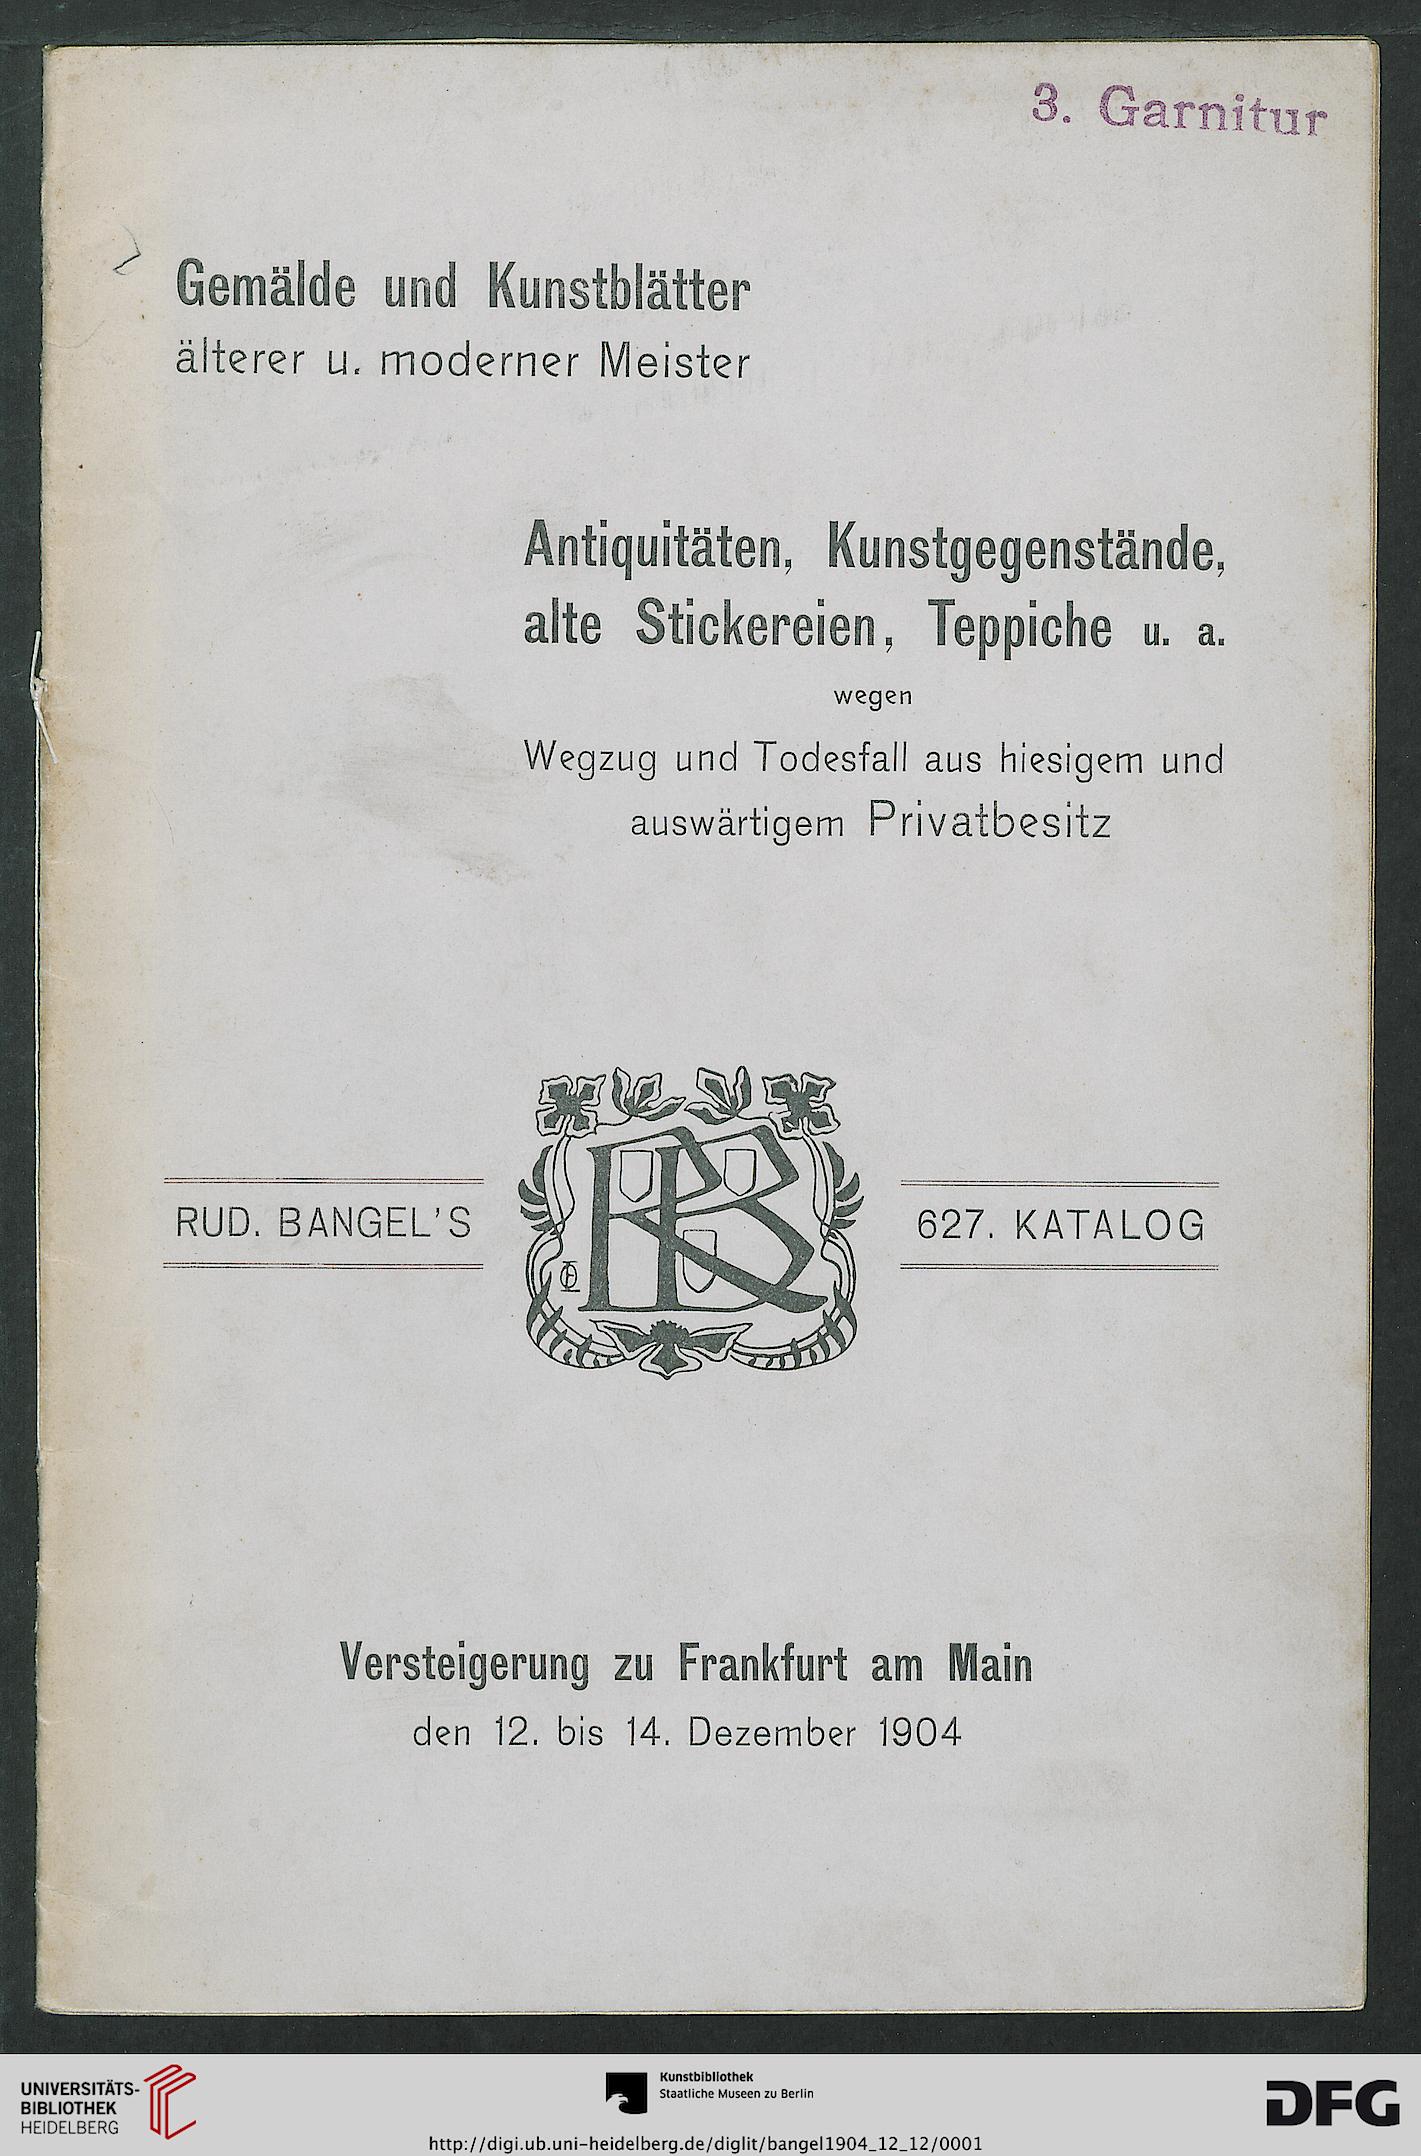 3. Garnitur
Gemälde und Kunstblätter
älterer u. moderner Meister
Antiquitäten, Kunstgegenstände,
alte Stickereien, Teppiche u. a.
wegen
Wegzug und Todesfall aus hiesigem und
auswärtigem Privatbesitz
RUD. BANGEL'S
RB
627. KATALOG
Versteigerung zu Frankfurt am Main
den 12. bis 14. Dezember 1904
UNIVERSITÄTS-
BIBLIOTHEK
HEIDELBERG
Kunstbibliothek
Staatliche Museen zu Berlin
DFG
http://digi.ub.uni-heidelberg.de/diglit/bangel1904_12_12/0001